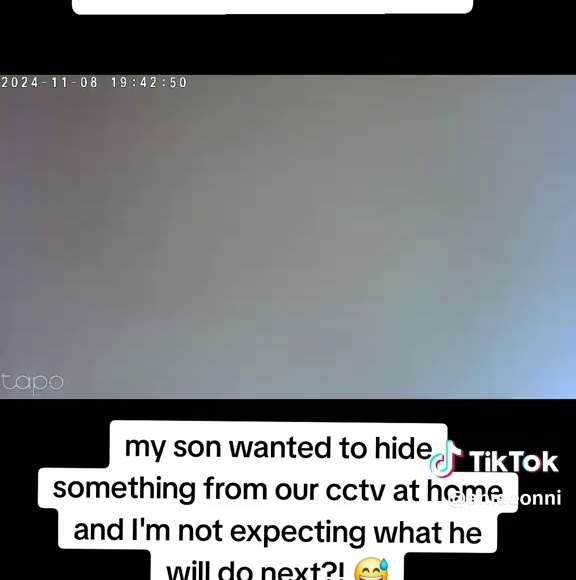 2024-11-08 19:42:50
tapo
my son wanted to hide
TikTok
something from our cctv at home
and I'm not expecting what he
will do next?! 😅